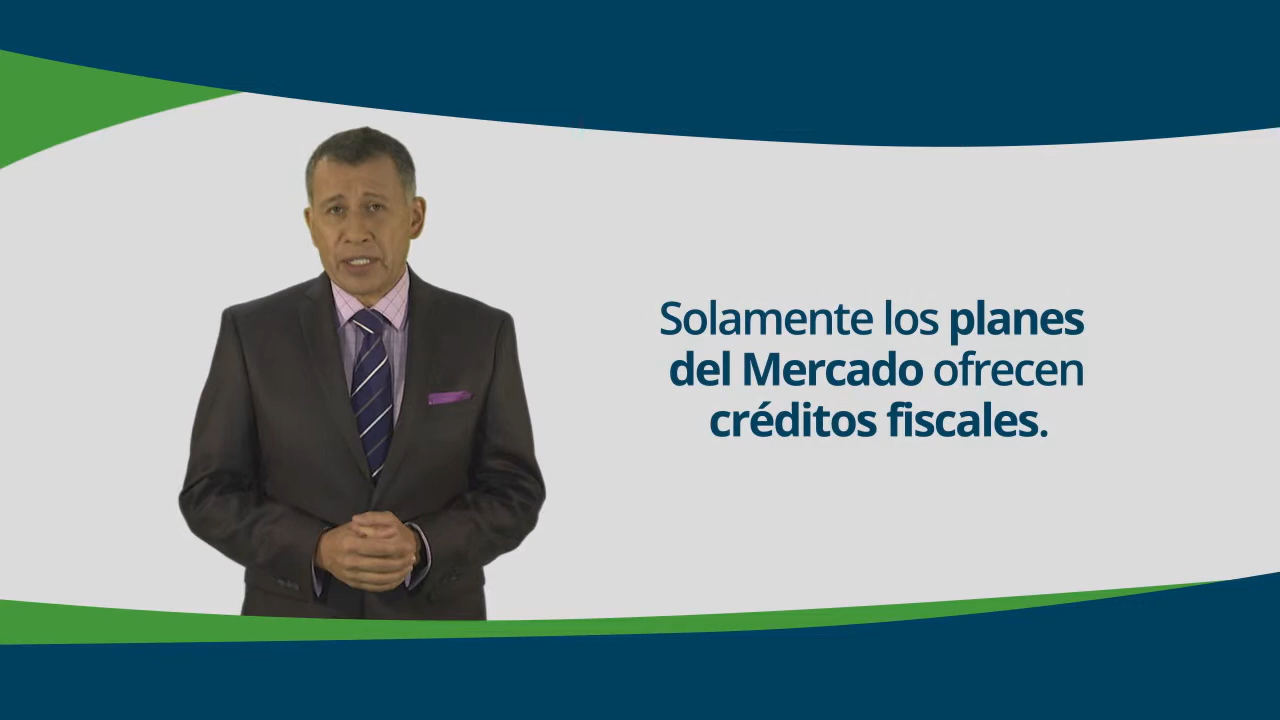 Solamente los planes
del Mercado ofrecen
créditos fiscales.